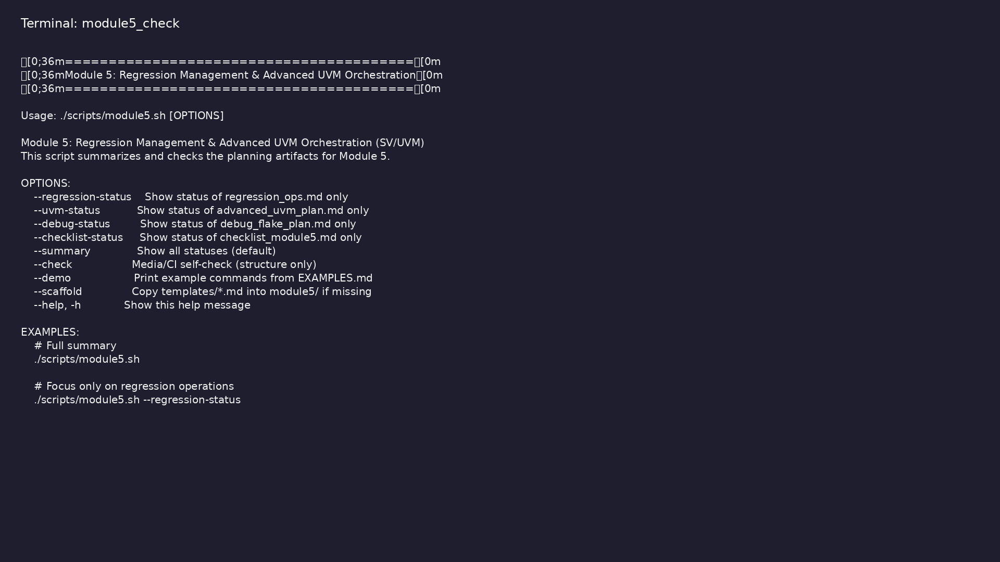 Terminal: module5_check
▯[0;36m========================================▯[0m
▯[0;36mModule 5: Regression Management & Advanced UVM Orchestration▯[0m
▯[0;36m========================================▯[0m
Usage: ./scripts/module5.sh [OPTIONS]
Module 5: Regression Management & Advanced UVM Orchestration (SV/UVM)
This script summarizes and checks the planning artifacts for Module 5.
OPTIONS:
    --regression-status    Show status of regression_ops.md only
    --uvm-status           Show status of advanced_uvm_plan.md only
    --debug-status         Show status of debug_flake_plan.md only
    --checklist-status     Show status of checklist_module5.md only
    --summary              Show all statuses (default)
    --check                  Media/CI self-check (structure only)
    --demo                   Print example commands from EXAMPLES.md
    --scaffold               Copy templates/*.md into module5/ if missing
    --help, -h             Show this help message
EXAMPLES:
    # Full summary
    ./scripts/module5.sh
    # Focus only on regression operations
    ./scripts/module5.sh --regression-status